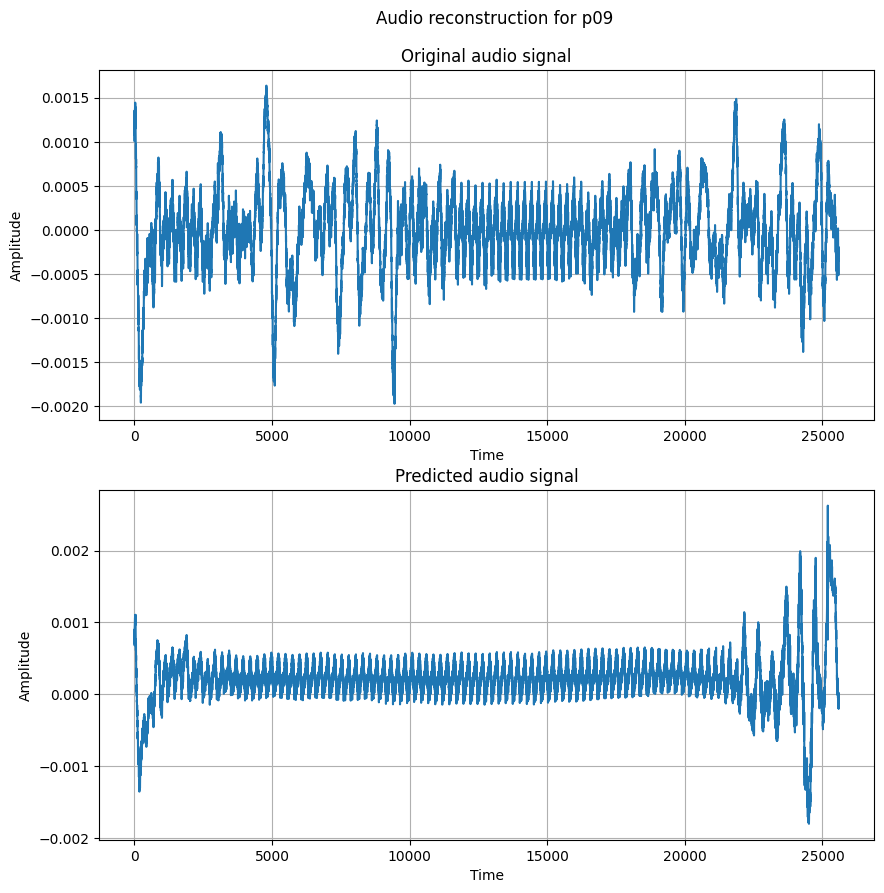 Audio reconstruction for p09
Original audio signal
0.0015
0.0010
0.0005
0.0000
−0.0005
−0.0010
−0.0015
−0.0020
Amplitude
0 5000 10000 15000 20000 25000
Time
Predicted audio signal
0.002
0.001
0.000
−0.001
−0.002
Amplitude
0 5000 10000 15000 20000 25000
Time